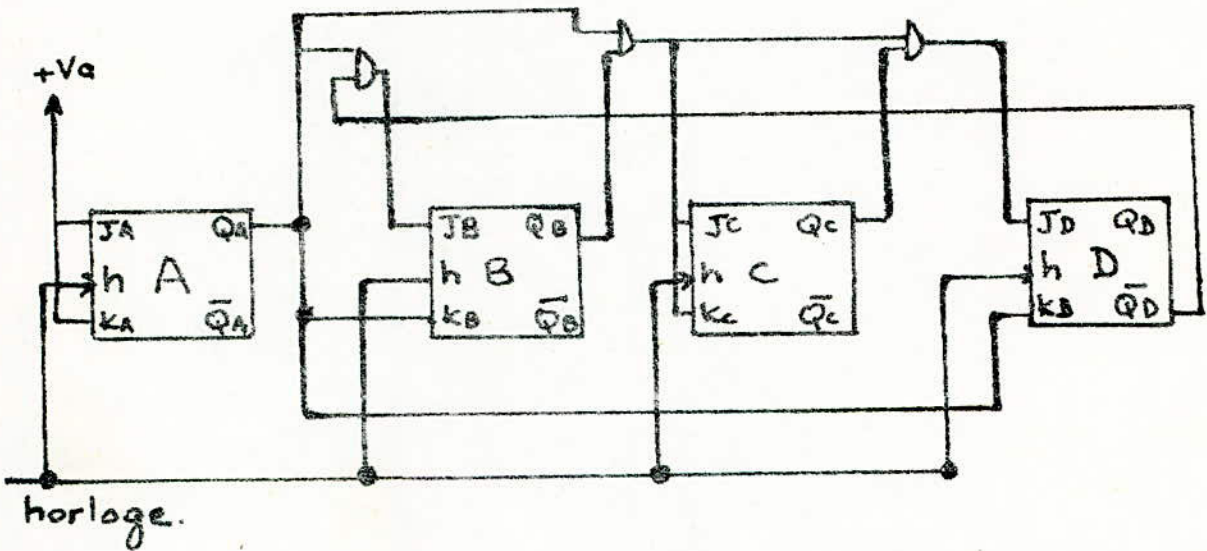 +Va
JA QA
h A
KA Q̄A
JB QB
h B
KB Q̄B
JC QC
h C
KC Q̄C
JD QD
h D
KB Q̄D
horloge.